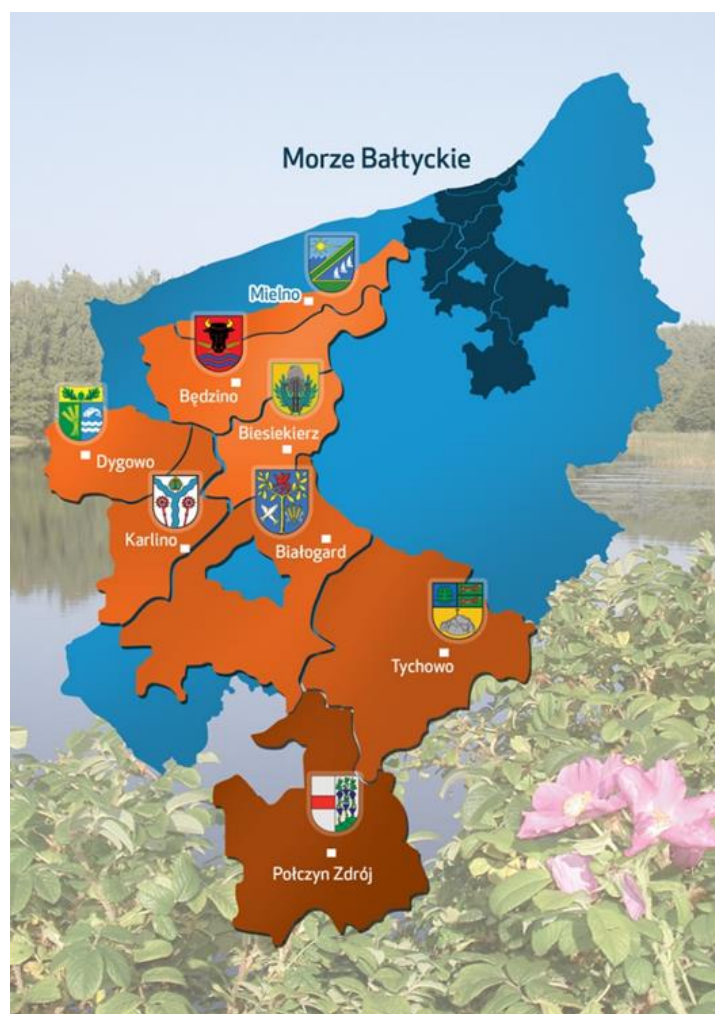 Morze Bałtyckie
Mielno
Będzino
Biesiekierz
Dygowo
Karlino
Białogard
Tychowo
Połczyn Zdrój